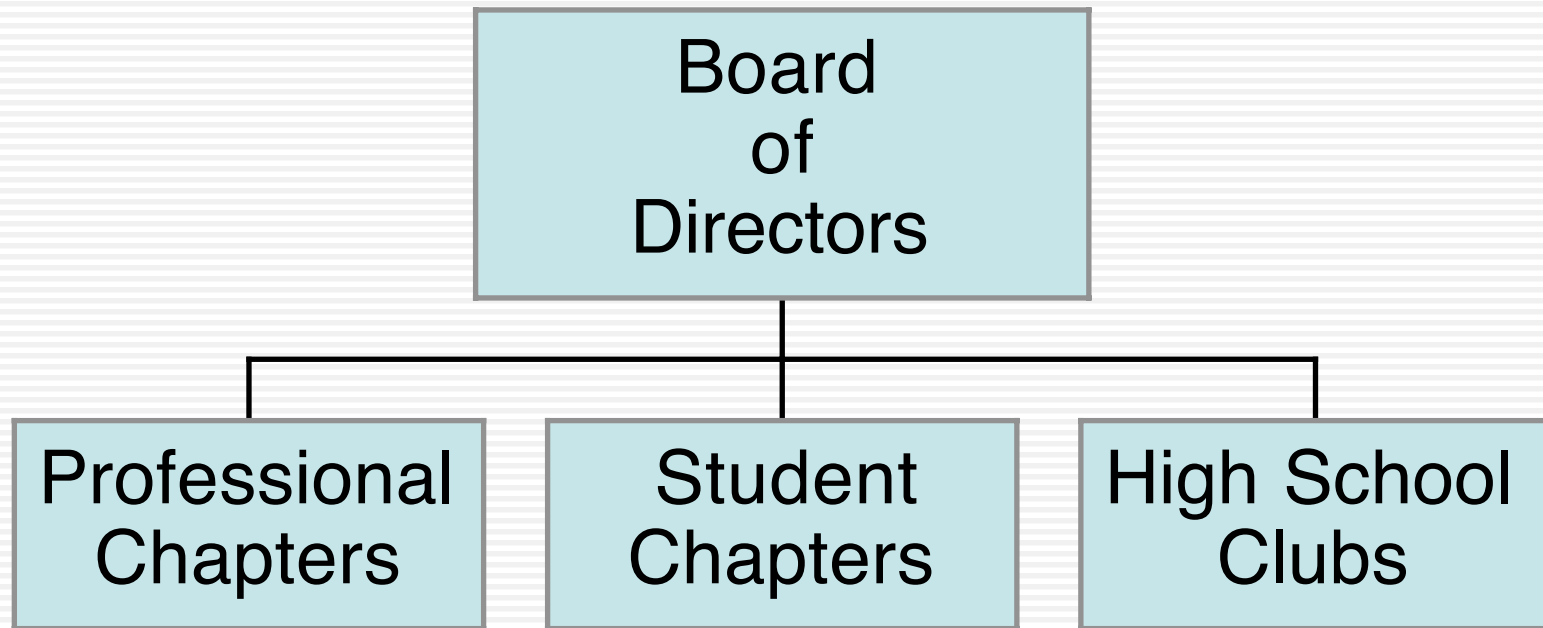 Board
of
Directors
Professional
Chapters
Student
Chapters
High School
Clubs